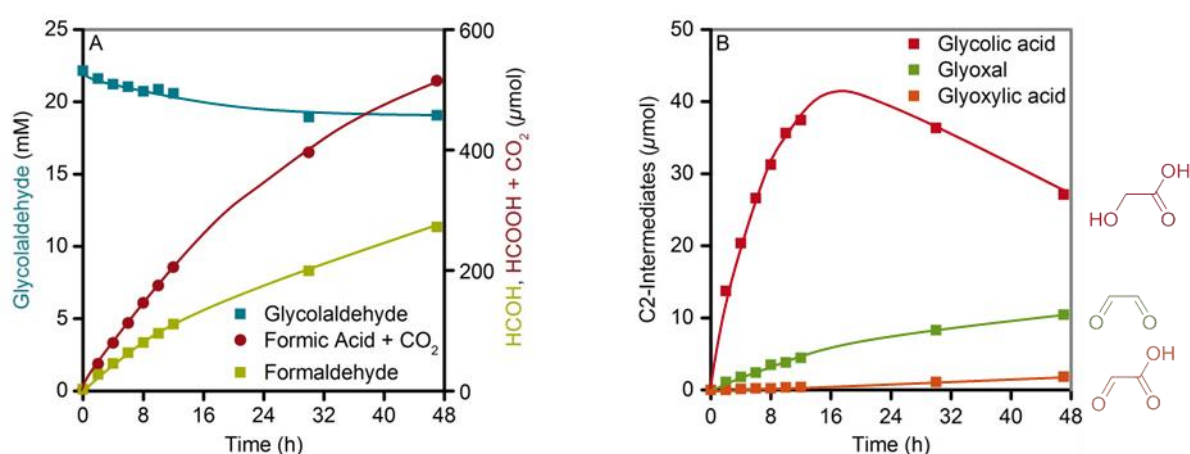 A
25
20
15
10
5
0
Glycolaldehyde (mM)
600
400
200
0
HCOH, HCOOH + CO₂ (µmol)
Glycolaldehyde
Formic Acid + CO₂
Formaldehyde
0 8 16 24 32 40 48
Time (h)
B
50
40
30
20
10
0
C2-Intermediates (µmol)
Glycolic acid
Glyoxal
Glyoxylic acid
0 8 16 24 32 40 48
Time (h)
OH
HO
O
O
O
OH
O
O